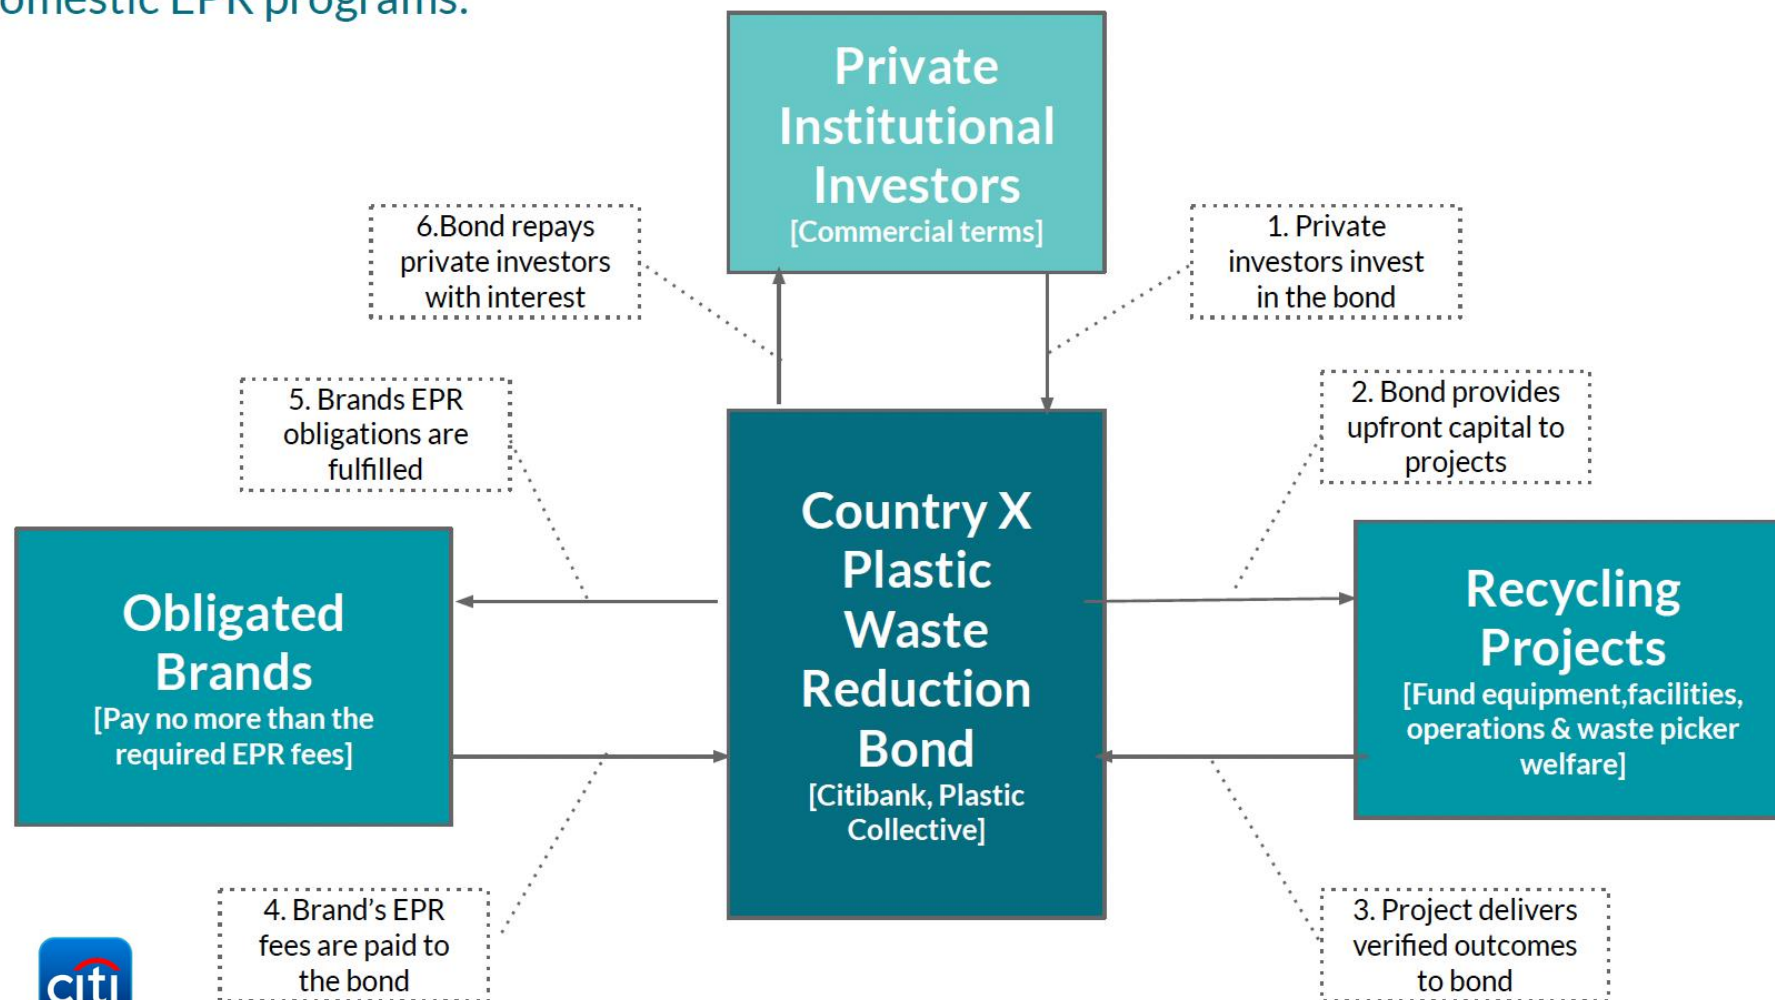 domestic EPR programs.
Private
Institutional
Investors
[Commercial terms]
6.Bond repays
private investors
with interest
1. Private
investors invest
in the bond
5. Brands EPR
obligations are
fulfilled
2. Bond provides
upfront capital to
projects
Obligated
Brands
[Pay no more than the
required EPR fees]
Country X
Plastic
Waste
Reduction
Bond
[Citibank, Plastic
Collective]
Recycling
Projects
[Fund equipment,facilities,
operations & waste picker
welfare]
4. Brand’s EPR
fees are paid to
the bond
3. Project delivers
verified outcomes
to bond
citi